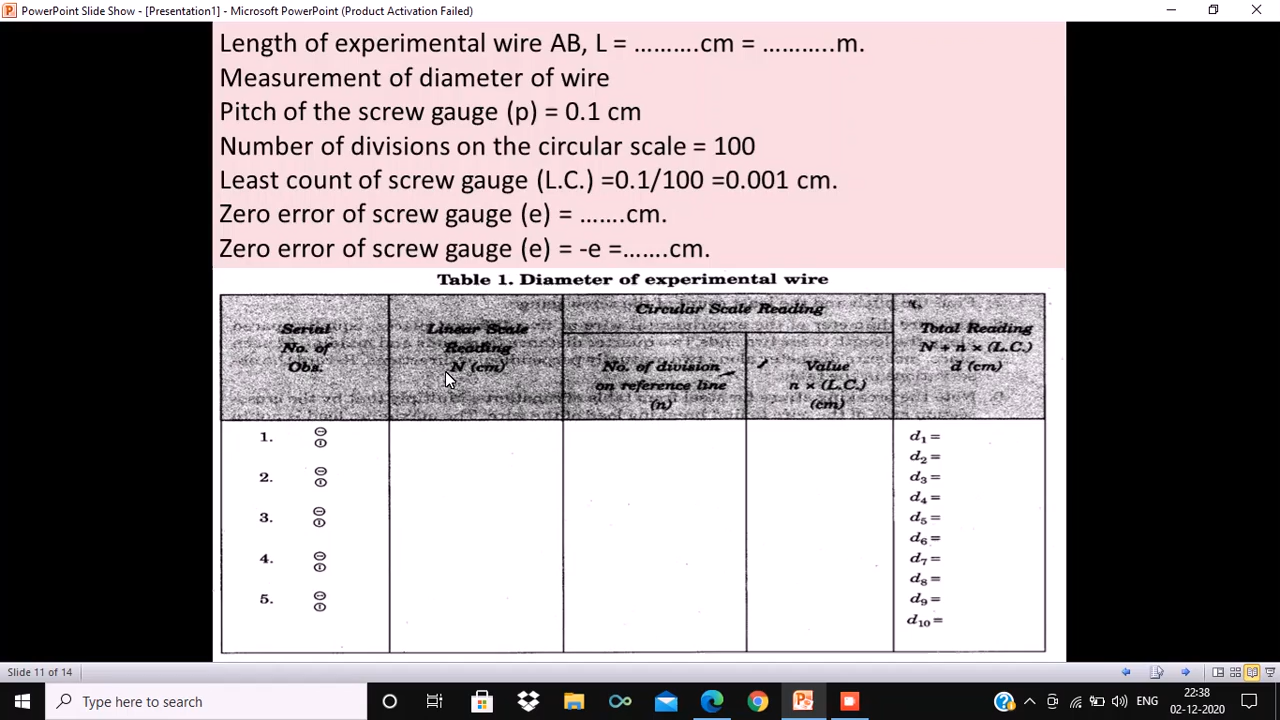 PowerPoint Slide Show - [Presentation1] - Microsoft PowerPoint (Product Activation Failed)
Length of experimental wire AB, L = ……….cm = ………..m.
Measurement of diameter of wire
Pitch of the screw gauge (p) = 0.1 cm
Number of divisions on the circular scale = 100
Least count of screw gauge (L.C.) =0.1/100 =0.001 cm.
Zero error of screw gauge (e) = …….cm.
Zero error of screw gauge (e) = -e =…….cm.
Table 1. Diameter of experimental wire
Serial No. of Obs.
Linear Scale Reading N (cm)
Circular Scale Reading
No. of division on reference line (n)
Value n × (L.C.) (cm)
Total Reading N + n × (L.C.) d (cm)
1.
2.
3.
4.
5.
d1 =
d2 =
d3 =
d4 =
d5 =
d6 =
d7 =
d8 =
d9 =
d10 =
Slide 11 of 14
Type here to search
ENG
22:38
02-12-2020